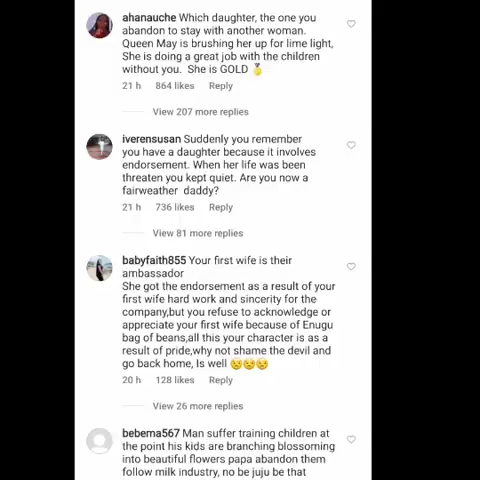 ahanauche Which daughter, the one you
abandon to stay with another woman.
Queen May is brushing her up for lime light,
She is doing a great job with the children
without you. She is GOLD 🏅
21 h 864 likes Reply
View 207 more replies
iverensusan Suddenly you remember
you have a daughter because it involves
endorsement. When her life was been
threaten you kept quiet. Are you now a
fairweather daddy?
21 h 736 likes Reply
View 81 more replies
babyfaith855 Your first wife is their
ambassador
She got the endorsement as a result of your
first wife hard work and sincerity for the
company,but you refuse to acknowledge or
appreciate your first wife because of Enugu
bag of beans,all this your character is as a
result of pride,why not shame the devil and
go back home, Is well 😒😒😒
20 h 128 likes Reply
View 26 more replies
bebema567 Man suffer training children at
the point his kids are branching blossoming
into beautiful flowers papa abandon them
follow milk industry, no be juju be that